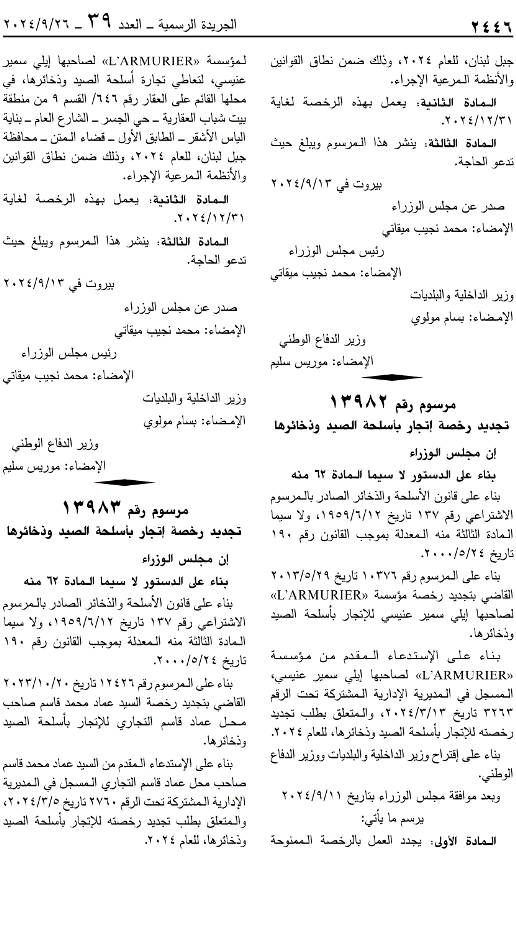 ٢٤٤٦
الجريدة الرسمية ــ العدد ٣٩ ــ ٢٠٢٤/٩/٢٦
جبل لبنان، للعام ٢٠٢٤، وذلك ضمن نطاق القوانين
والأنظمة المرعية الإجراء.
المادة الثانية: يعمل بهذه الرخصة لغاية
٢٠٢٤/١٢/٣١.
المادة الثالثة: ينشر هذا المرسوم ويبلغ حيث
تدعو الحاجة.
بيروت في ٢٠٢٤/٩/١٣
صدر عن مجلس الوزراء
الإمضاء: محمد نجيب ميقاتي
رئيس مجلس الوزراء
الإمضاء: محمد نجيب ميقاتي
وزير الداخلية والبلديات
الإمضاء: بسام مولوي
وزير الدفاع الوطني
الإمضاء: موريس سليم
مرسوم رقم ١٣٩٨٢
تجديد رخصة إتجار بأسلحة الصيد وذخائرها
إن مجلس الوزراء
بناء على الدستور لا سيما المادة ٦٢ منه
بناء على قانون الأسلحة والذخائر الصادر بالمرسوم
الاشتراعي رقم ١٣٧ تاريخ ١٩٥٩/٦/١٢، ولا سيما
المادة الثالثة منه المعدلة بموجب القانون رقم ١٩٠
تاريخ ٢٠٠٠/٥/٢٤.
بناء على المرسوم رقم ١٠٣٧٦ تاريخ ٢٠١٣/٥/٢٩
القاضي بتجديد رخصة مؤسسة «L’ARMURIER»
لصاحبها إيلي سمير عنيسي للإتجار بأسلحة الصيد
وذخائرها.
بناء على الإستدعاء المقدم من مؤسسة
«L’ARMURIER» لصاحبها إيلي سمير عنيسي،
المسجل في المديرية الإدارية المشتركة تحت الرقم
٣٢٦٣ تاريخ ٢٠٢٤/٣/١٣، والمتعلق بطلب تجديد
رخصته للإتجار بأسلحة الصيد وذخائرها، للعام ٢٠٢٤.
بناء على إقتراح وزير الداخلية والبلديات ووزير الدفاع
الوطني.
وبعد موافقة مجلس الوزراء بتاريخ ٢٠٢٤/٩/١١
يرسم ما يأتي:
المادة الأولى: يجدد العمل بالرخصة الممنوحة
لمؤسسة «L’ARMURIER» لصاحبها إيلي سمير
عنيسي، لتعاطي تجارة أسلحة الصيد وذخائرها، في
محلها القائم على العقار رقم ٦٤٦/ القسم ٩ من منطقة
بيت شباب العقارية ــ حي الجسر ــ الشارع العام ــ بناية
الياس الأشقر ــ الطابق الأول ــ قضاء المتن ــ محافظة
جبل لبنان، للعام ٢٠٢٤، وذلك ضمن نطاق القوانين
والأنظمة المرعية الإجراء.
المادة الثانية: يعمل بهذه الرخصة لغاية
٢٠٢٤/١٢/٣١.
المادة الثالثة: ينشر هذا المرسوم ويبلغ حيث
تدعو الحاجة.
بيروت في ٢٠٢٤/٩/١٣
صدر عن مجلس الوزراء
الإمضاء: محمد نجيب ميقاتي
رئيس مجلس الوزراء
الإمضاء: محمد نجيب ميقاتي
وزير الداخلية والبلديات
الإمضاء: بسام مولوي
وزير الدفاع الوطني
الإمضاء: موريس سليم
مرسوم رقم ١٣٩٨٣
تجديد رخصة إتجار بأسلحة الصيد وذخائرها
إن مجلس الوزراء
بناء على الدستور لا سيما المادة ٦٢ منه
بناء على قانون الأسلحة والذخائر الصادر بالمرسوم
الاشتراعي رقم ١٣٧ تاريخ ١٩٥٩/٦/١٢، ولا سيما
المادة الثالثة منه المعدلة بموجب القانون رقم ١٩٠
تاريخ ٢٠٠٠/٥/٢٤.
بناء على المرسوم رقم ١٢٤٢٦ تاريخ ٢٠٢٣/١٠/٢٠
القاضي بتجديد رخصة السيد عماد محمد قاسم صاحب
محل عماد قاسم التجاري للإتجار بأسلحة الصيد
وذخائرها.
بناء على الإستدعاء المقدم من السيد عماد محمد قاسم
صاحب محل عماد قاسم التجاري المسجل في المديرية
الإدارية المشتركة تحت الرقم ٢٧٦٠ تاريخ ٢٠٢٤/٣/٥،
والمتعلق بطلب تجديد رخصته للإتجار بأسلحة الصيد
وذخائرها، للعام ٢٠٢٤.